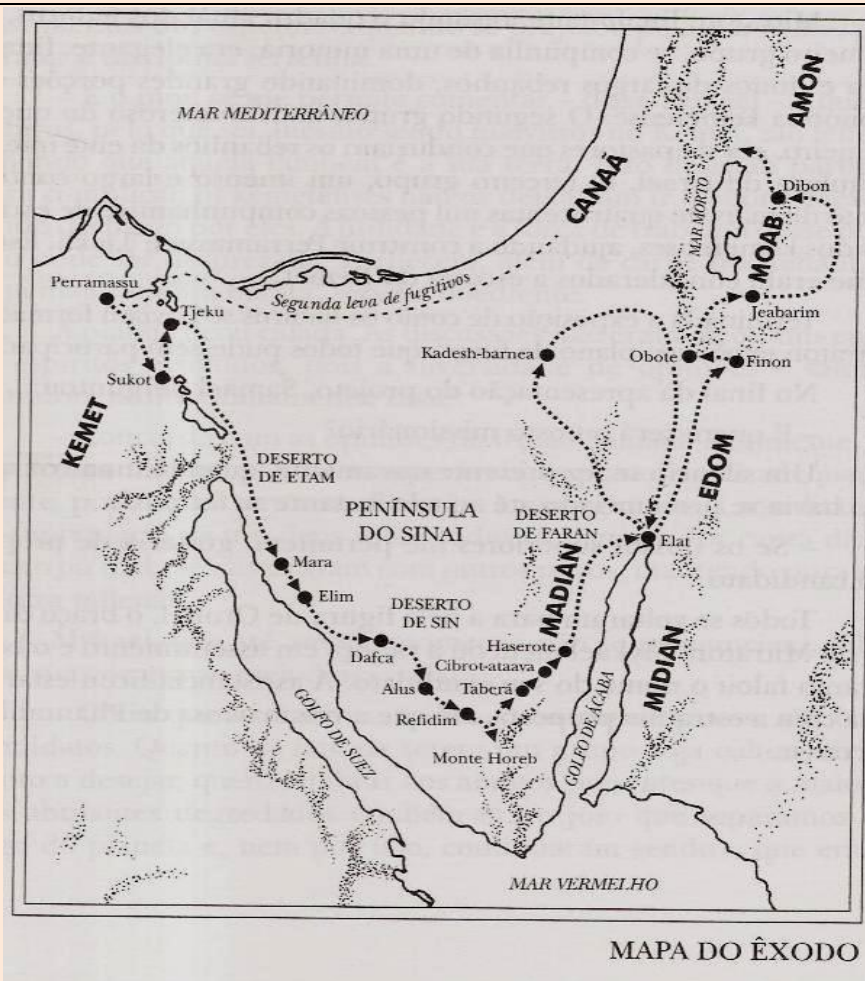 MAR MEDITERRÂNEO
AMON
CANAÃ
MAR MORTO
Dibon
MOAB
Perramassu
Segunda leva de fugitivos
Jeabarim
Tjeku
Kadesh-barnea
Obote
Finon
Sukot
KEMET
EDOM
DESERTO
DE ETAM
PENÍNSULA
DO SINAI
DESERTO
DE FARAN
Elat
Mara
Elim
DESERTO
DE SIN
MADIAN
Dafca
Haserote
Cibrot-ataava
Alus
Taberá
MIDIAN
Refidim
GOLFO DE ÁCABA
GOLFO DE SUEZ
Monte Horeb
MAR VERMELHO
MAPA DO ÊXODO